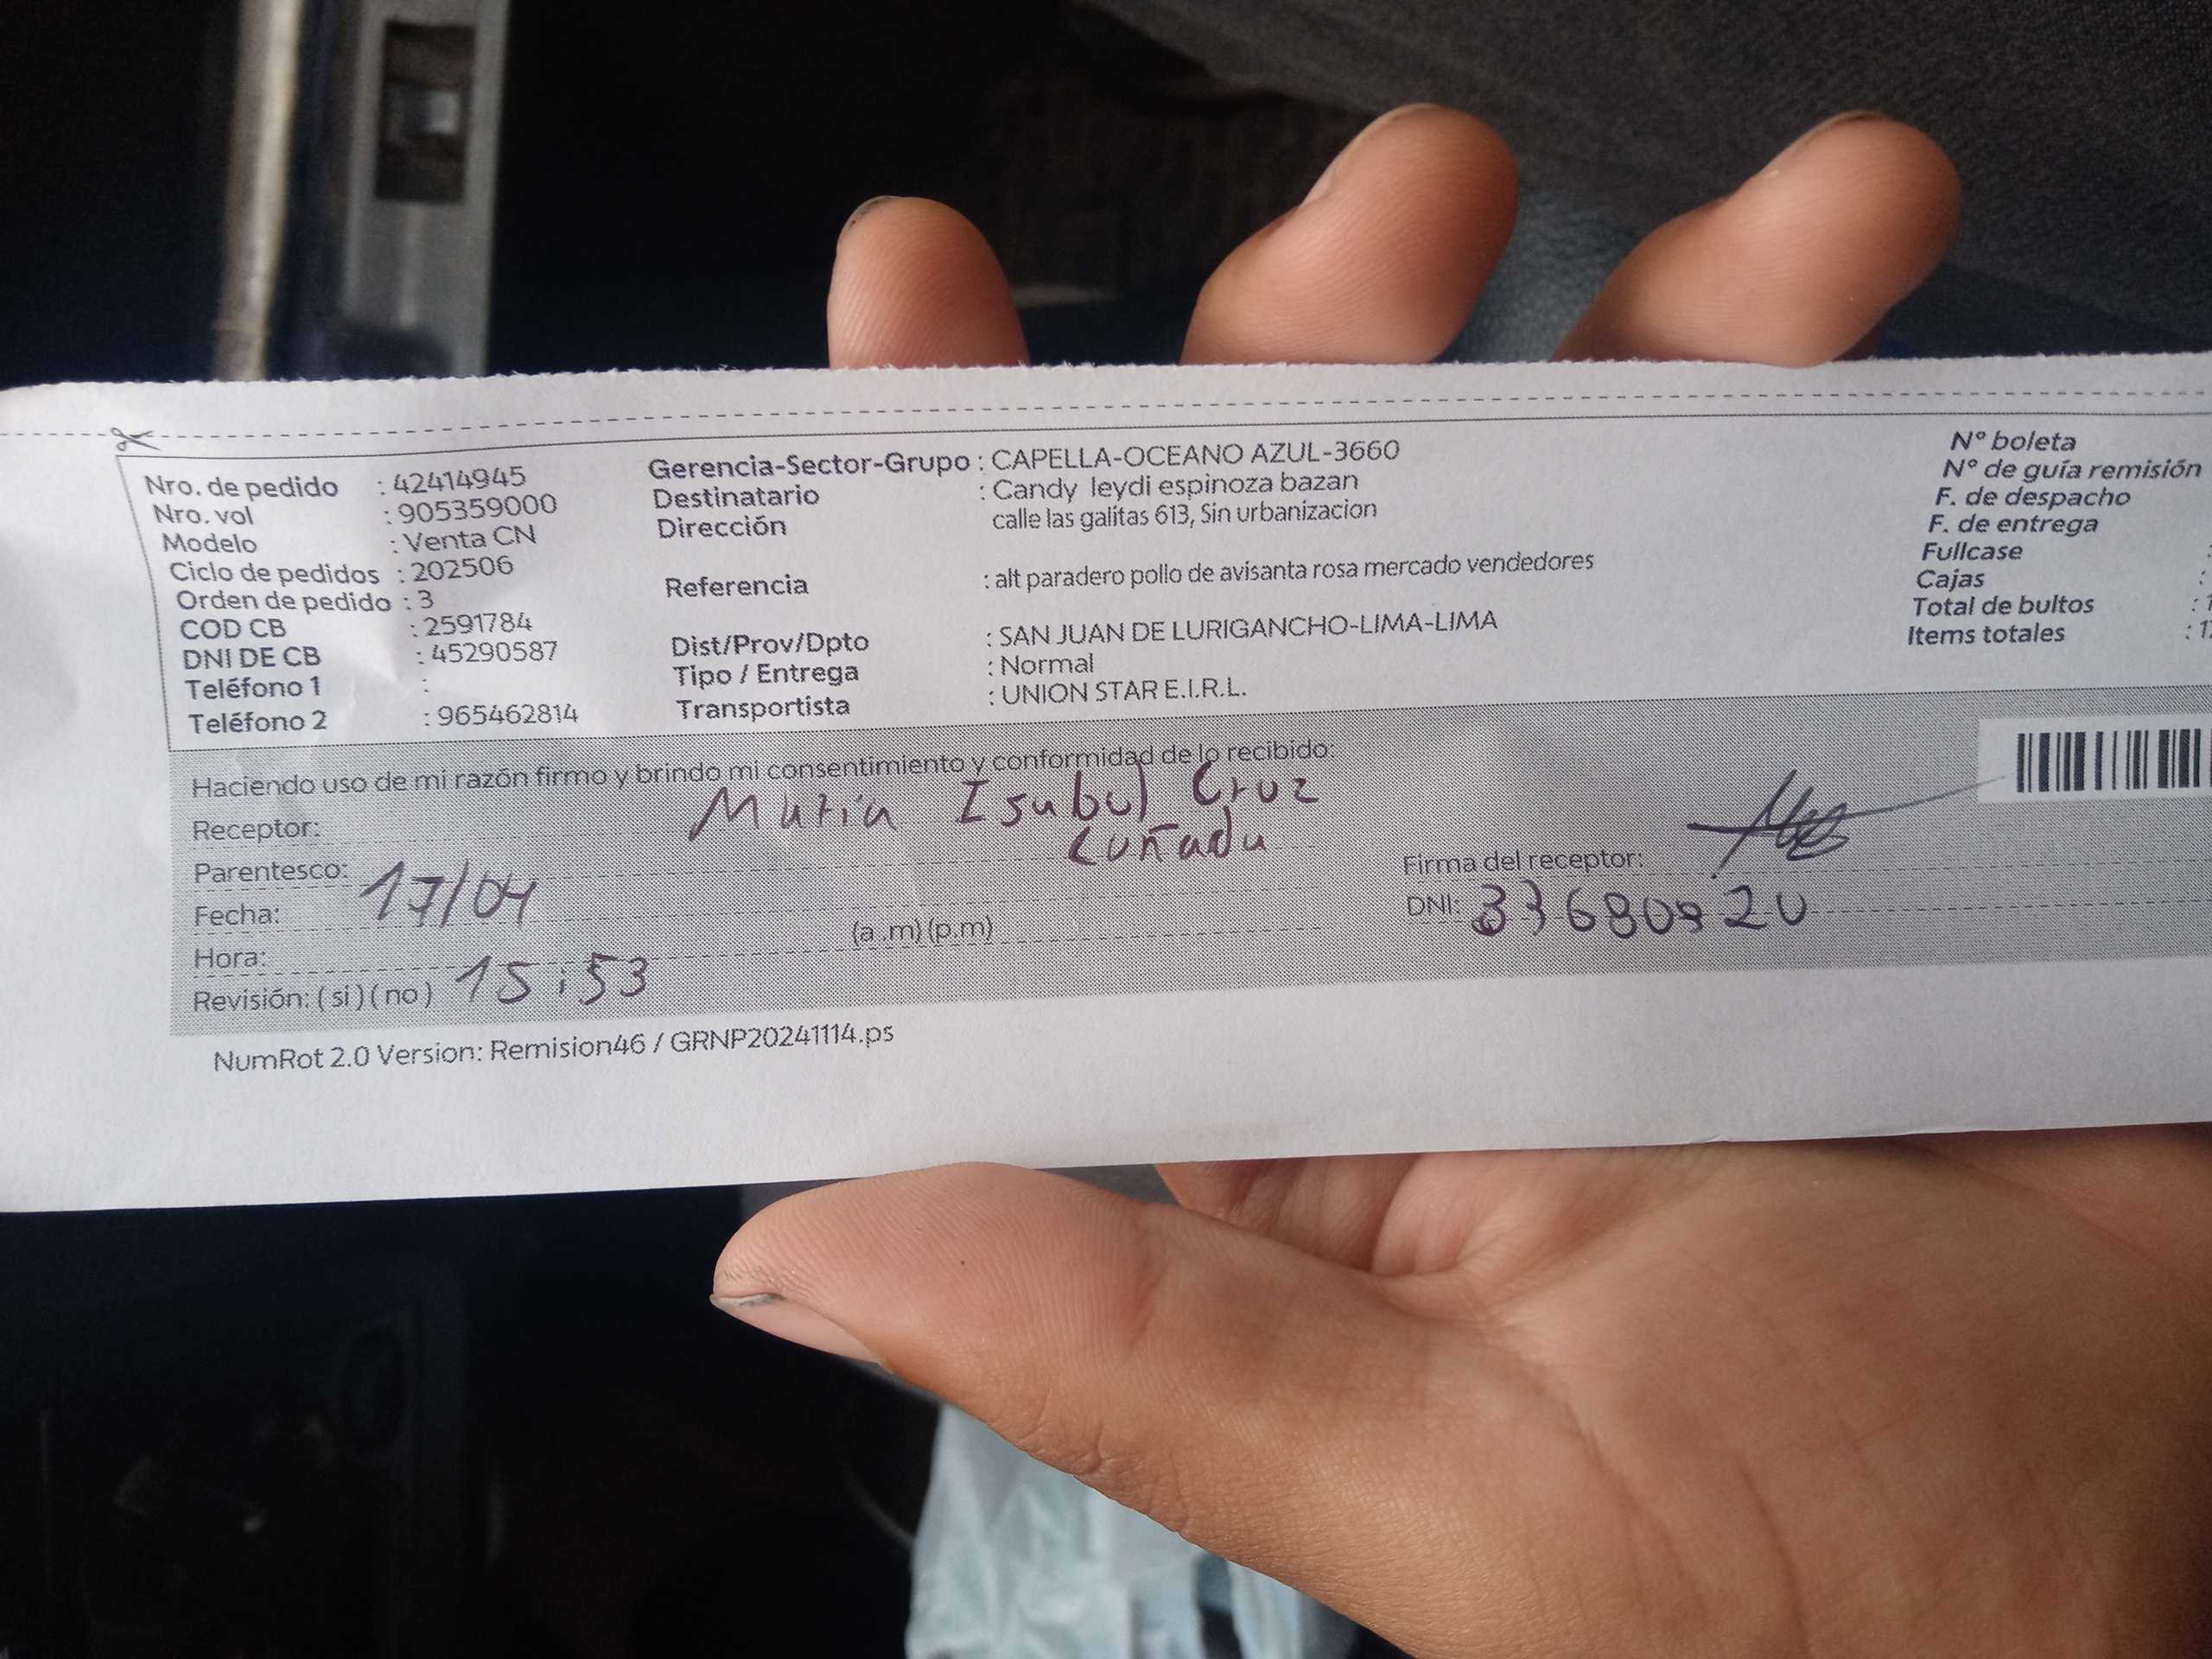 Nro. de pedido : 42414945
Nro. vol : 905359000
Modelo : Venta CN
Ciclo de pedidos : 202506
Orden de pedido : 3
COD CB : 2591784
DNI DE CB : 45290587
Teléfono 1 :
Teléfono 2 : 965462814
Gerencia-Sector-Grupo : CAPELLA-OCEANO AZUL-3660
Destinatario : Candy leydi espinoza bazan
Dirección calle las galitas 613, Sin urbanizacion
Referencia : alt paradero pollo de avisanta rosa mercado vendedores
Dist/Prov/Dpto : SAN JUAN DE LURIGANCHO-LIMA-LIMA
Tipo / Entrega : Normal
Transportista : UNION STAR E.I.R.L.
N° boleta
N° de guía remisión
F. de despacho
F. de entrega
Fullcase :
Cajas :
Total de bultos : 1
Items totales :
Haciendo uso de mi razón firmo y brindo mi consentimiento y conformidad de lo recibido:
Receptor: Maria Isabel Cruz
Parentesco: Cuñada
Fecha: 17/04
Hora: (a .m) (p.m)
Revisión: ( si ) ( no ) 15:53
Firma del receptor:
DNI:
NumRot 2.0 Version: Remision46 / GRNP20241114.ps